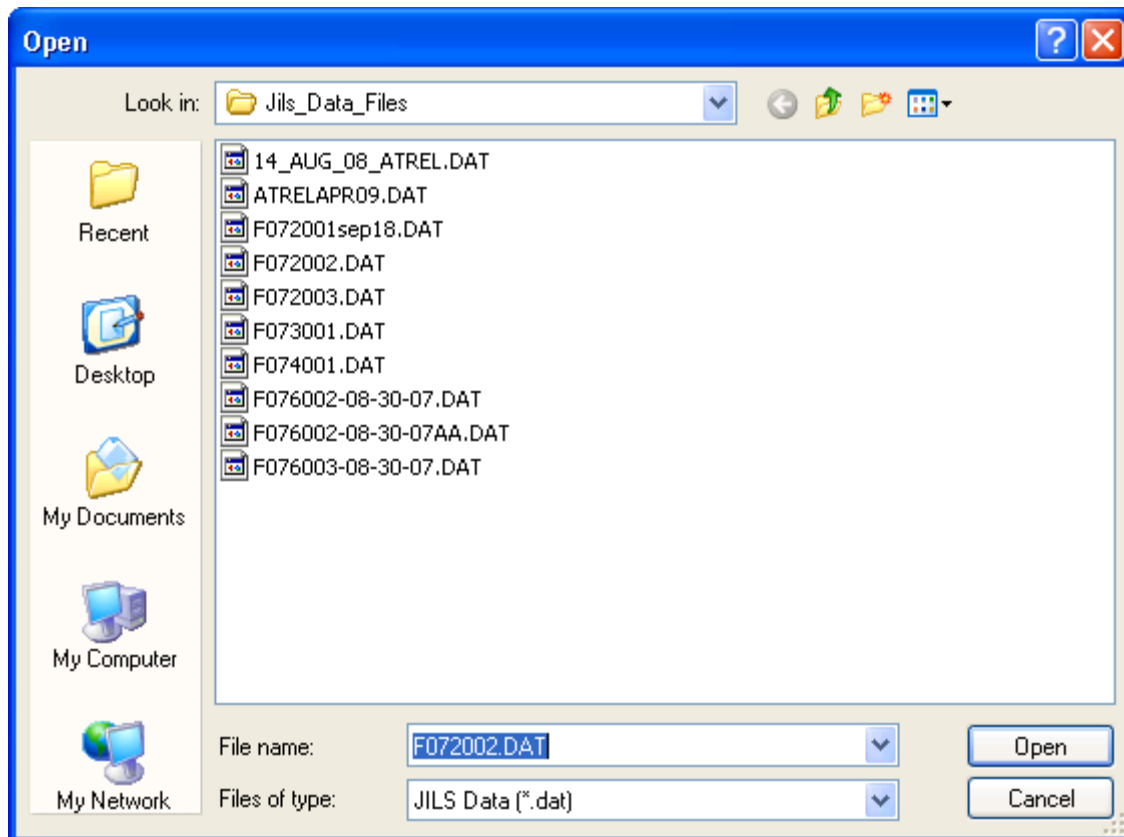 Open
Look in: Jils_Data_Files
14_AUG_08_ATREL.DAT
ATRELAPR09.DAT
F072001sep18.DAT
F072002.DAT
F072003.DAT
F073001.DAT
F074001.DAT
F076002-08-30-07.DAT
F076002-08-30-07AA.DAT
F076003-08-30-07.DAT
Recent
Desktop
My Documents
My Computer
My Network
File name: F072002.DAT Open
Files of type: JILS Data (*.dat) Cancel